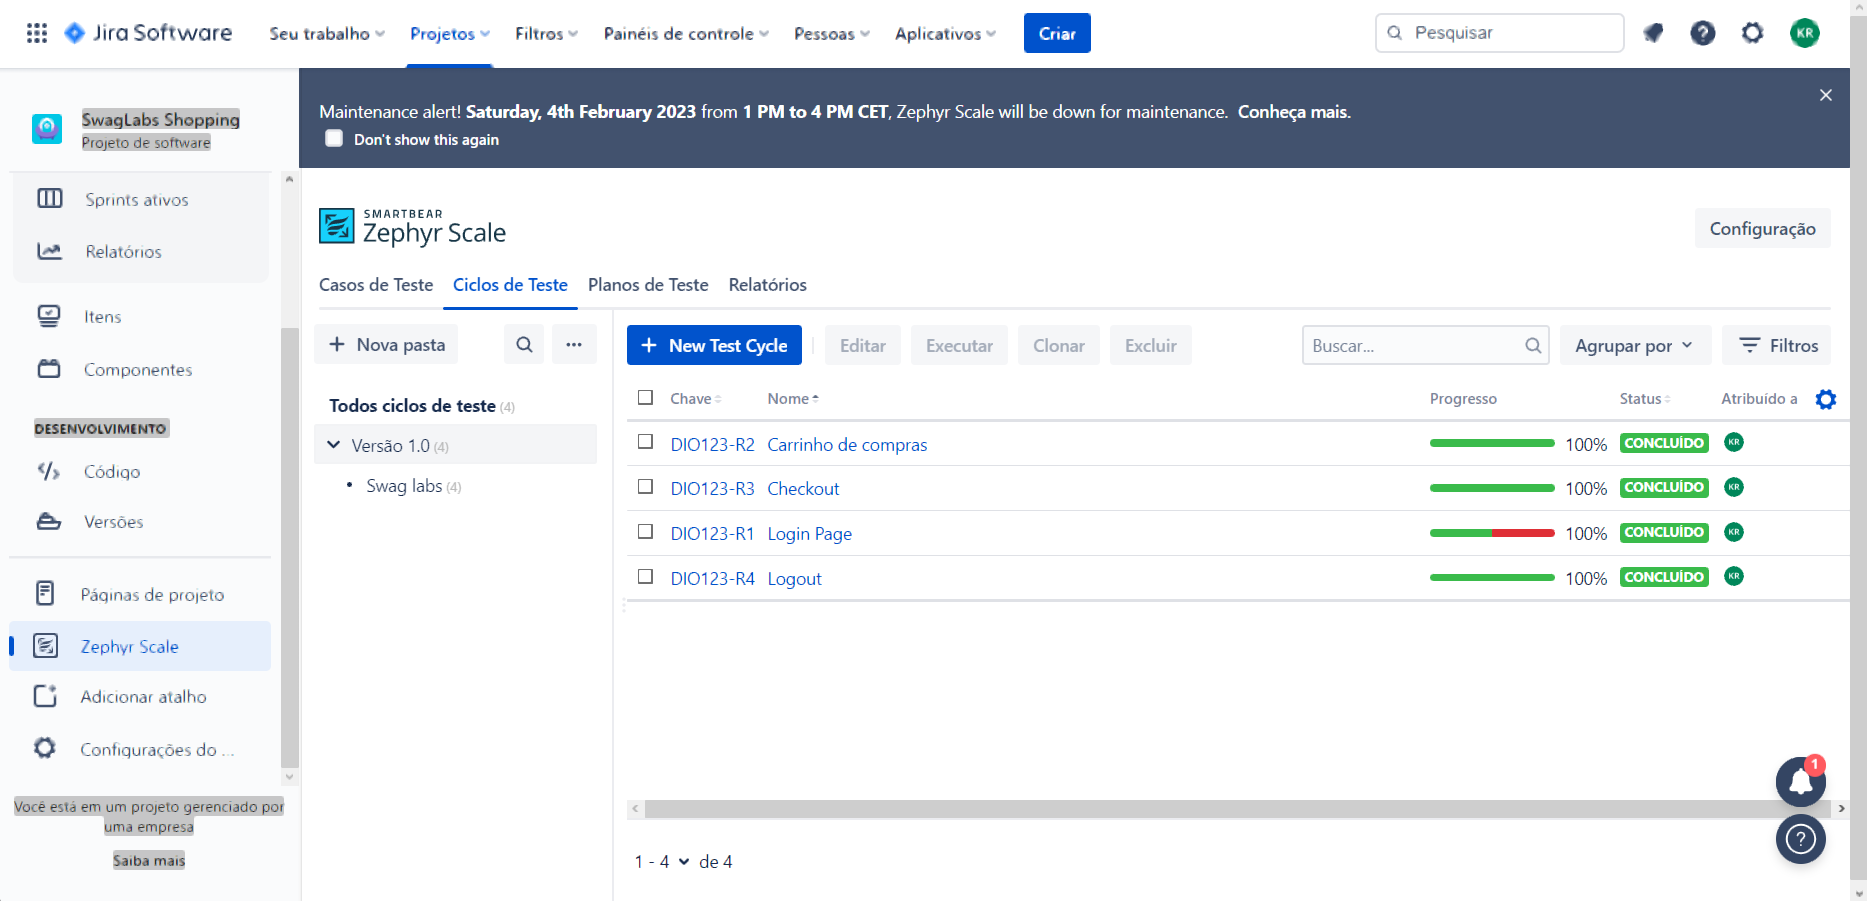 Jira Software Seu trabalho Projetos Filtros Painéis de controle Pessoas Aplicativos Criar Pesquisar KR
Maintenance alert! Saturday, 4th February 2023 from 1 PM to 4 PM CET, Zephyr Scale will be down for maintenance. Conheça mais.
Don't show this again
SwagLabs Shopping
Projeto de software
Sprints ativos
Relatórios
Itens
Componentes
DESENVOLVIMENTO
Código
Versões
Páginas de projeto
Zephyr Scale
Adicionar atalho
Configurações do ...
Você está em um projeto gerenciado por
uma empresa
Saiba mais
SMARTBEAR
Zephyr Scale
Configuração
Casos de Teste Ciclos de Teste Planos de Teste Relatórios
+ Nova pasta ...
Todos ciclos de teste (4)
Versão 1.0 (4)
• Swag labs (4)
+ New Test Cycle Editar Executar Clonar Excluir Buscar... Agrupar por Filtros
Chave Nome Progresso Status Atribuído a
DIO123-R2 Carrinho de compras 100% CONCLUÍDO KR
DIO123-R3 Checkout 100% CONCLUÍDO KR
DIO123-R1 Login Page 100% CONCLUÍDO KR
DIO123-R4 Logout 100% CONCLUÍDO KR
1
?
1 - 4 de 4